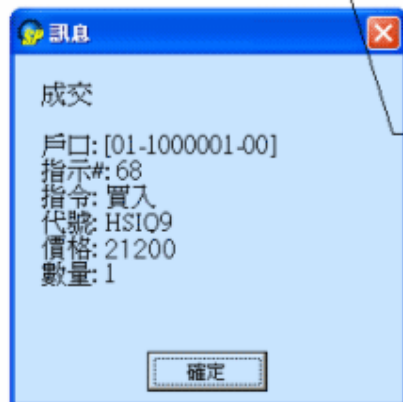 訊息
成交
戶口: [01-1000001-00]
指示#: 68
指令: 買入
代號: HSIQ9
價格: 21200
數量: 1
確定